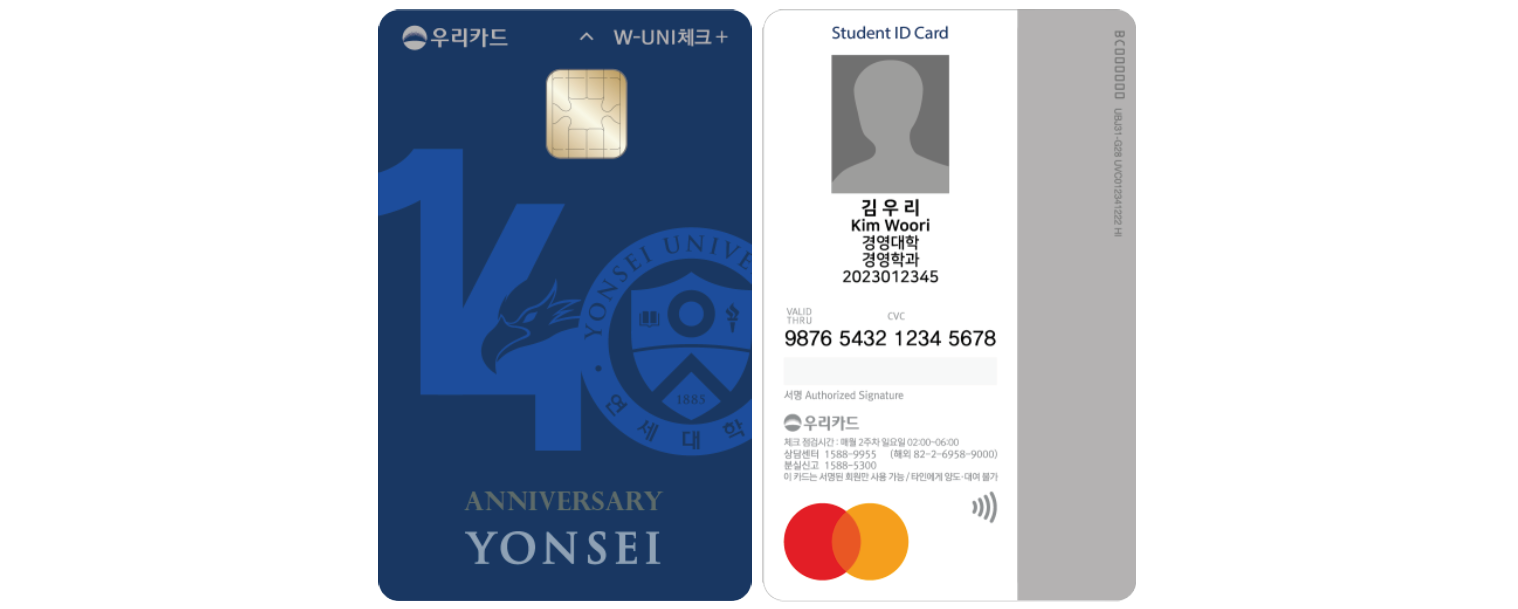 우리카드
W-UNI체크+
140
YONSEI UNIVE
1885
연세대학
ANNIVERSARY
YONSEI
Student ID Card
김우리
Kim Woori
경영대학
경영학과
2023012345
VALID
THRU
CVC
9876 5432 1234 5678
서명 Authorized Signature
우리카드
체크 점검시간 : 매월 2주차 일요일 02:00~06:00
상담센터 1588-9955 (해외 82-2-6958-9000)
분실신고 1588-5300
이 카드는 서명된 회원만 사용 가능 / 타인에게 양도·대여 불가
BC0000000 UBJ31-G28 UVC012341222 HI